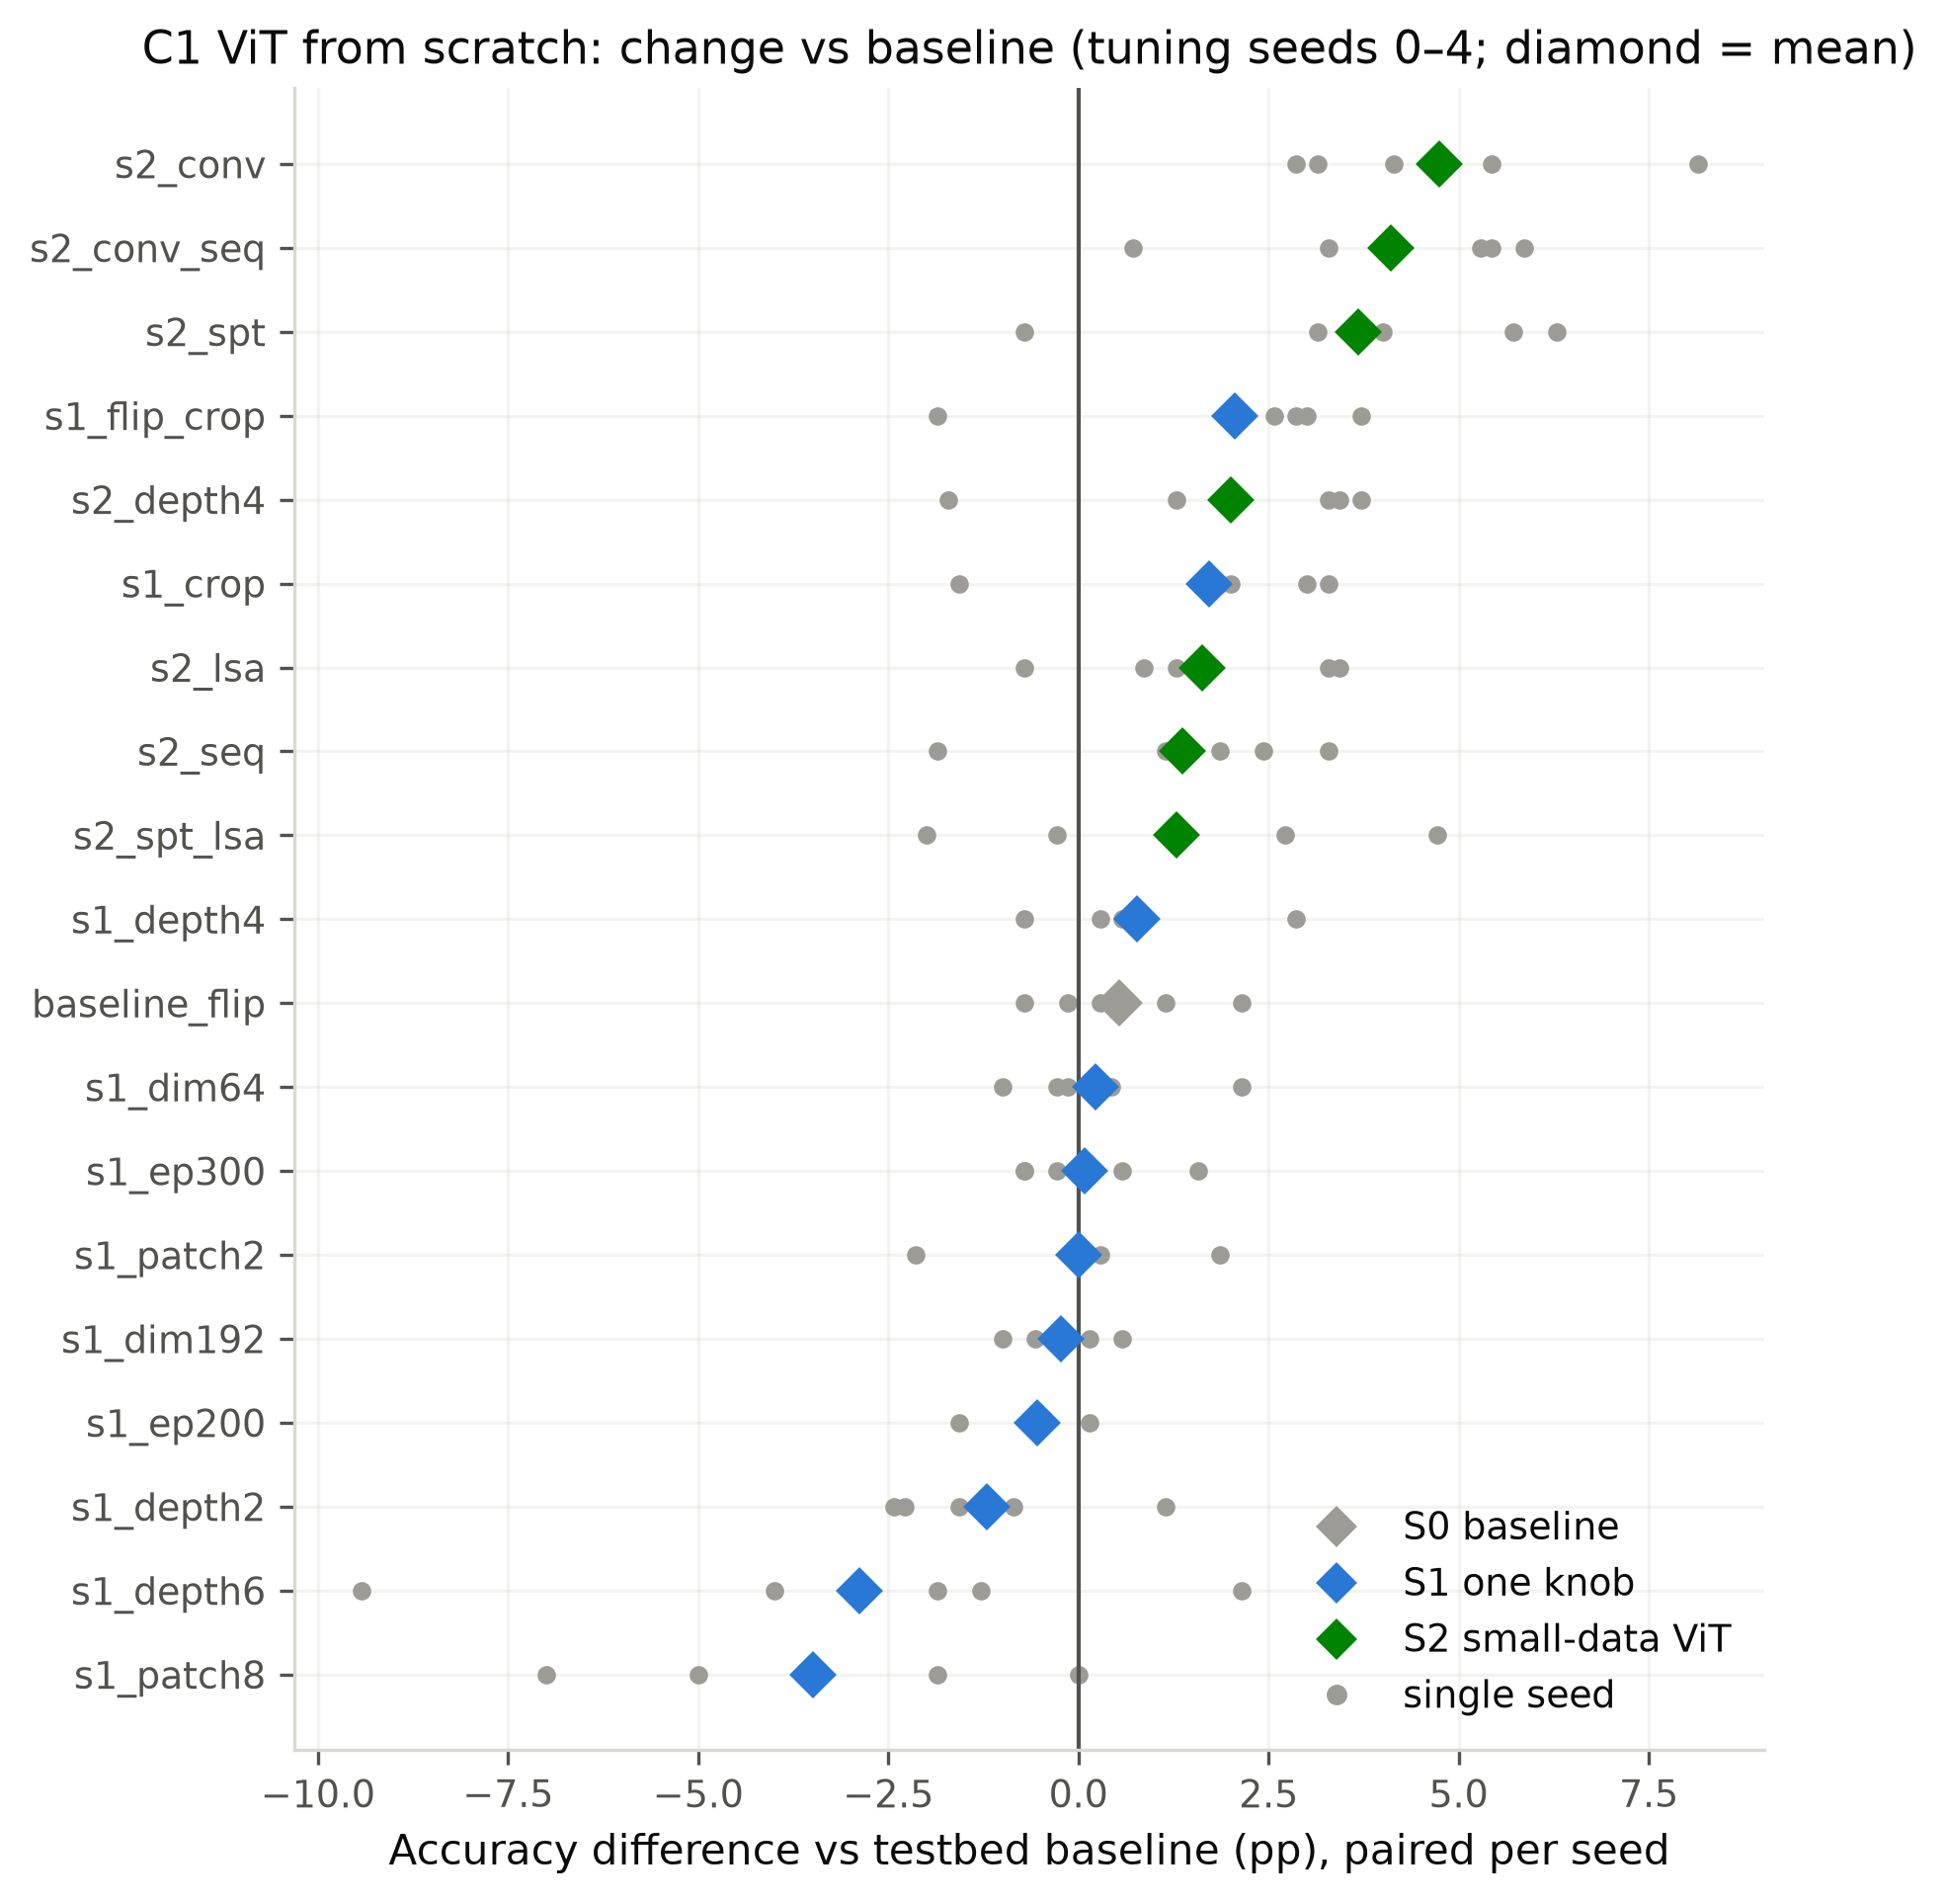 C1 ViT from scratch: change vs baseline (tuning seeds 0–4; diamond = mean)
s2_conv
s2_conv_seq
s2_spt
s1_flip_crop
s2_depth4
s1_crop
s2_lsa
s2_seq
s2_spt_lsa
s1_depth4
baseline_flip
s1_dim64
s1_ep300
s1_patch2
s1_dim192
s1_ep200
s1_depth2
s1_depth6
s1_patch8
S0 baseline
S1 one knob
S2 small-data ViT
single seed
−10.0 −7.5 −5.0 −2.5 0.0 2.5 5.0 7.5
Accuracy difference vs testbed baseline (pp), paired per seed